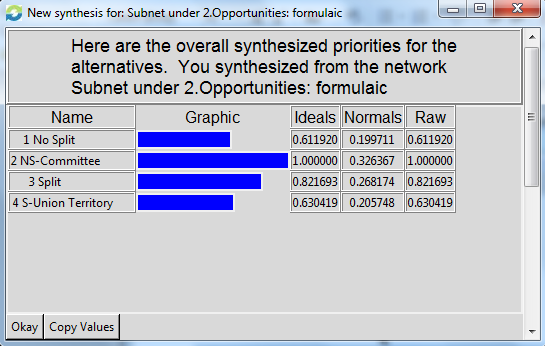 New synthesis for: Subnet under 2.Opportunities: formulaic
Here are the overall synthesized priorities for the
alternatives. You synthesized from the network
Subnet under 2.Opportunities: formulaic
Name Graphic Ideals Normals Raw
1 No Split 0.611920 0.199711 0.611920
2 NS-Committee 1.000000 0.326367 1.000000
3 Split 0.821693 0.268174 0.821693
4 S-Union Territory 0.630419 0.205748 0.630419
Okay Copy Values